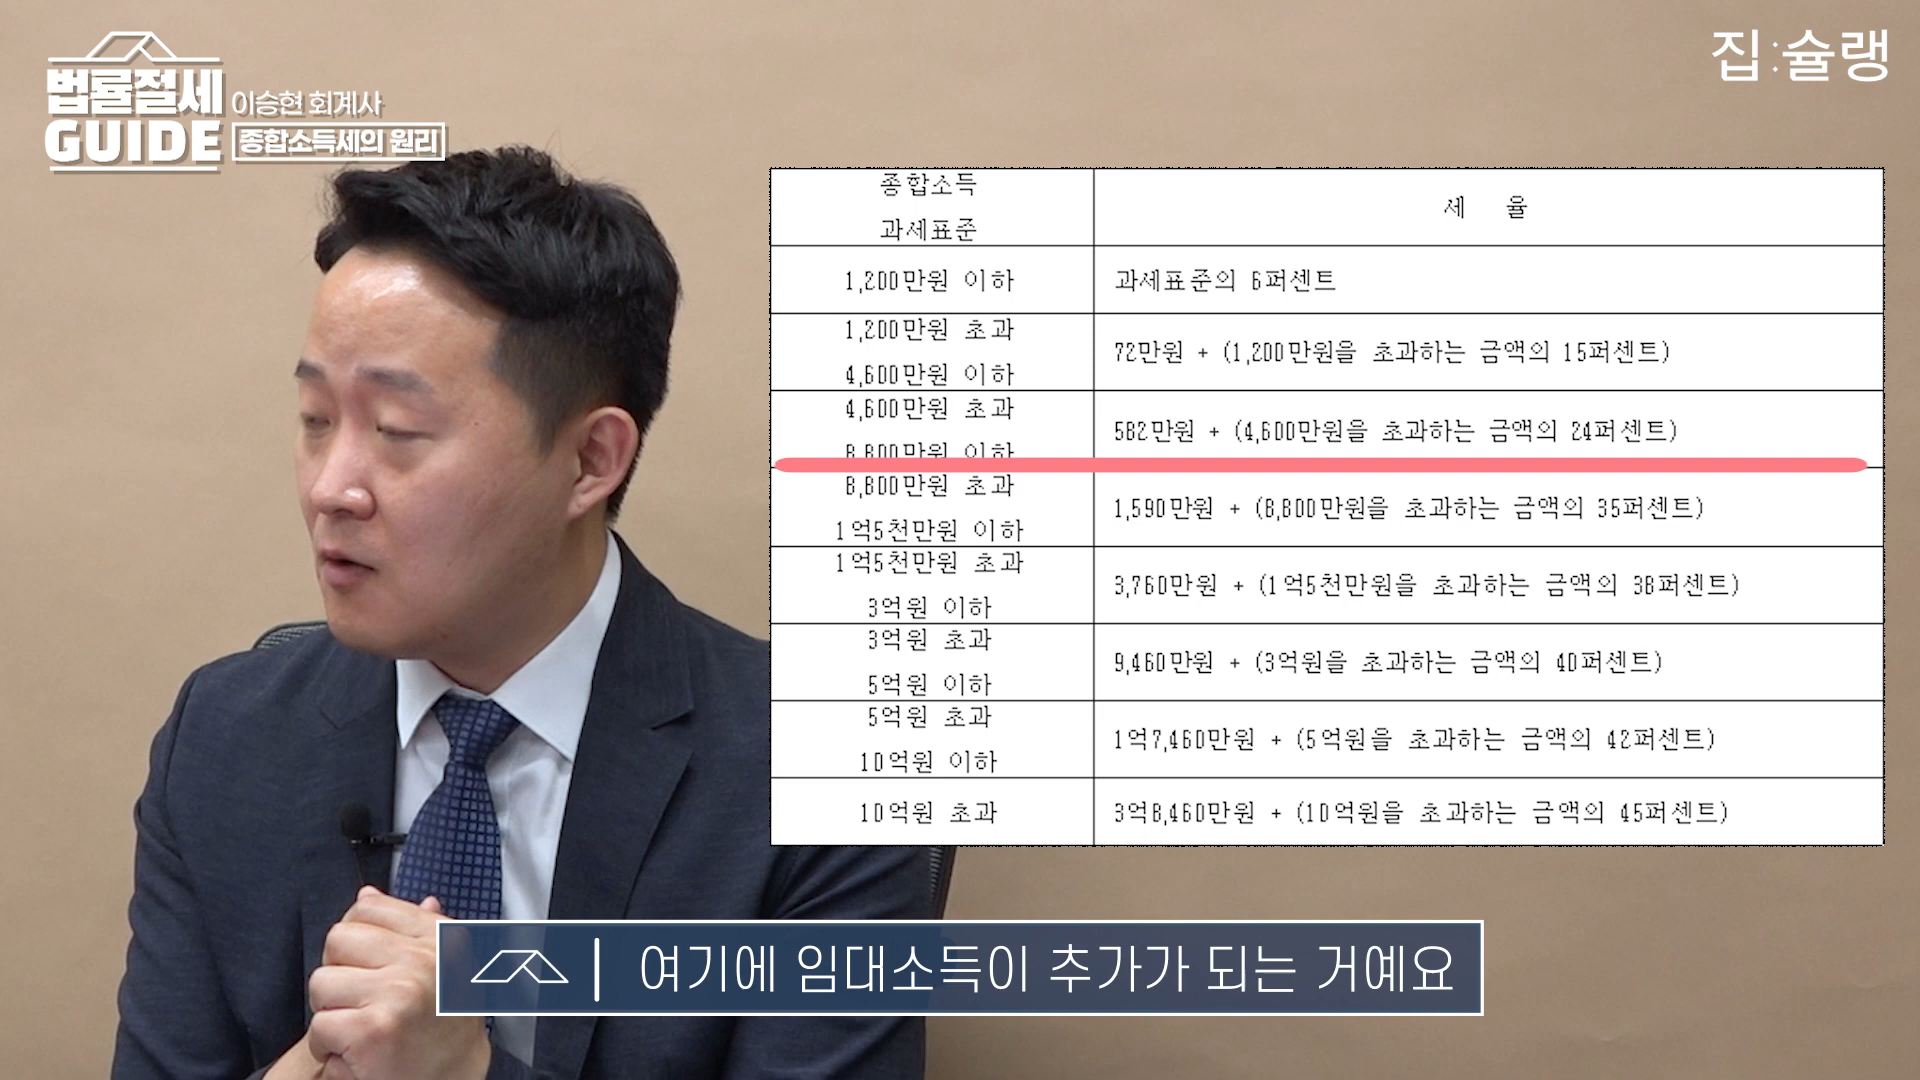 법률절세
GUIDE
이승현 회계사
종합소득세의 원리
집:슐랭
종합소득
과세표준
세 율
1,200만원 이하
과세표준의 6퍼센트
1,200만원 초과
4,600만원 이하
72만원 + (1,200만원을 초과하는 금액의 15퍼센트)
4,600만원 초과
8,800만원 이하
582만원 + (4,600만원을 초과하는 금액의 24퍼센트)
8,800만원 초과
1억5천만원 이하
1,590만원 + (8,800만원을 초과하는 금액의 35퍼센트)
1억5천만원 초과
3억원 이하
3,760만원 + (1억5천만원을 초과하는 금액의 38퍼센트)
3억원 초과
5억원 이하
9,460만원 + (3억원을 초과하는 금액의 40퍼센트)
5억원 초과
10억원 이하
1억7,460만원 + (5억원을 초과하는 금액의 42퍼센트)
10억원 초과
3억8,460만원 + (10억원을 초과하는 금액의 45퍼센트)
여기에 임대소득이 추가가 되는 거예요